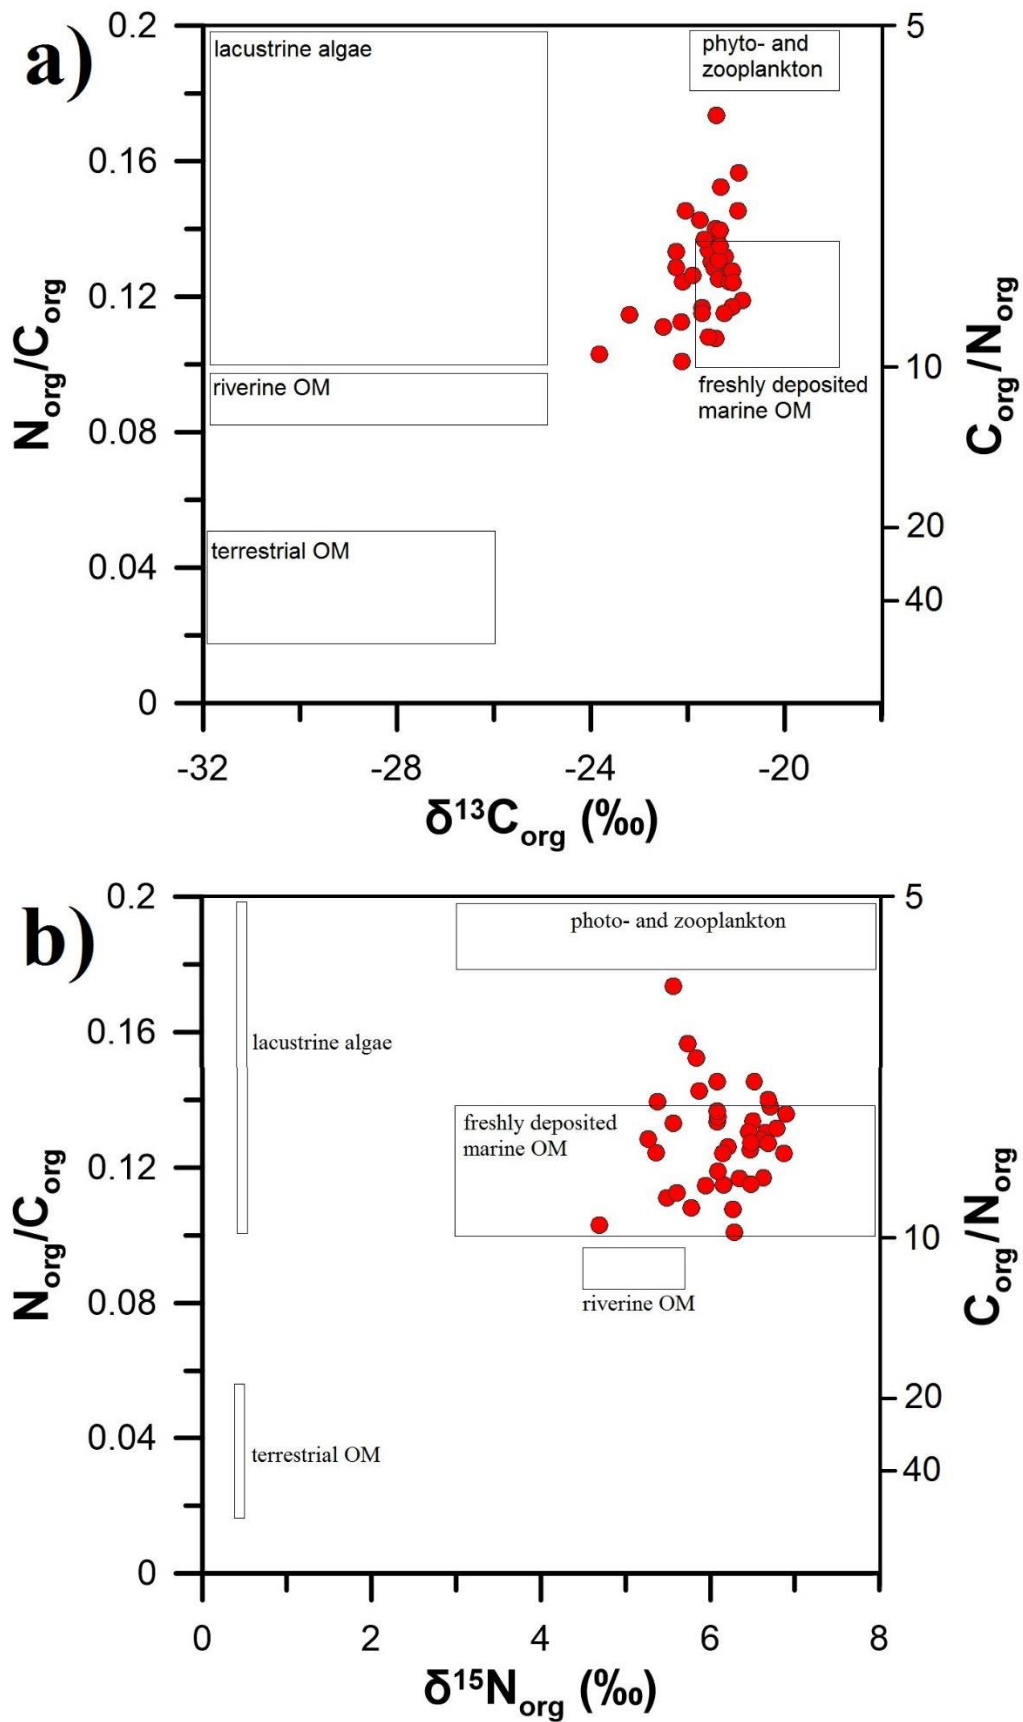 a)
0.2
0.16
0.12
0.08
0.04
0
Norg/Corg
5
10
20
40
Corg/Norg
lacustrine algae
phyto- and
zooplankton
riverine OM
freshly deposited
marine OM
terrestrial OM
-32
-28
-24
-20
δ¹³Corg (‰)
b)
0.2
0.16
0.12
0.08
0.04
0
Norg/Corg
5
10
20
40
Corg/Norg
photo- and zooplankton
lacustrine algae
freshly deposited
marine OM
riverine OM
terrestrial OM
0
2
4
6
8
δ¹⁵Norg (‰)